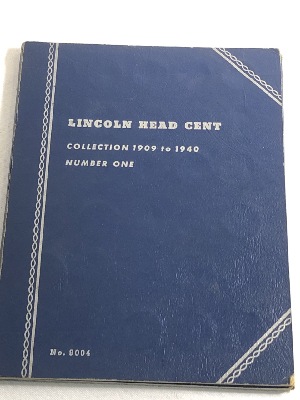 LINCOLN HEAD CENT
COLLECTION 1909 to 1940
NUMBER ONE
No. 9004